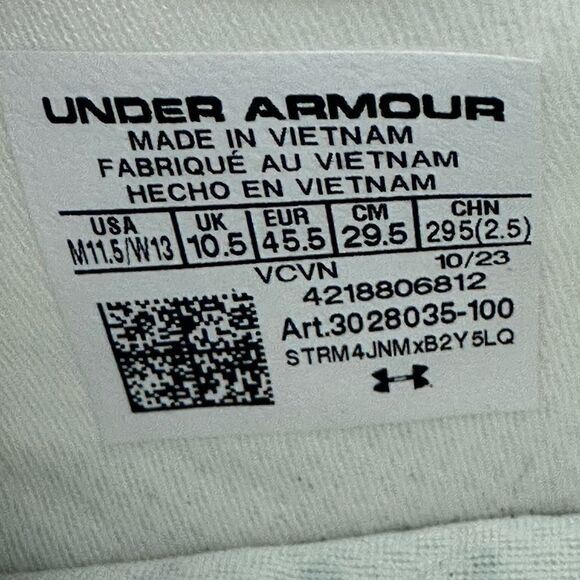 UNDER ARMOUR
MADE IN VIETNAM
FABRIQUÉ AU VIETNAM
HECHO EN VIETNAM
USA UK EUR CM CHN
M11.5/W13 10.5 45.5 29.5 295(2.5)
VCVN 10/23
4218806812
Art.3028035-100
STRM4JNMxB2Y5LQ